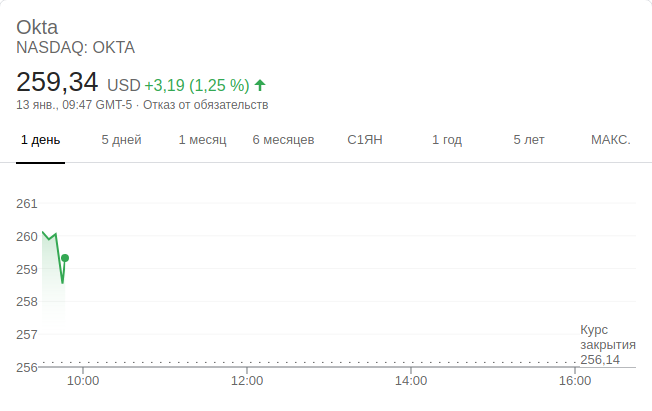 Okta
NASDAQ: OKTA
259,34 USD +3,19 (1,25 %)
13 янв., 09:47 GMT-5 · Отказ от обязательств
1 день 5 дней 1 месяц 6 месяцев С1ЯН 1 год 5 лет МАКС.
261
260
259
258
257
256
Курс
закрытия
256,14
10:00 12:00 14:00 16:00